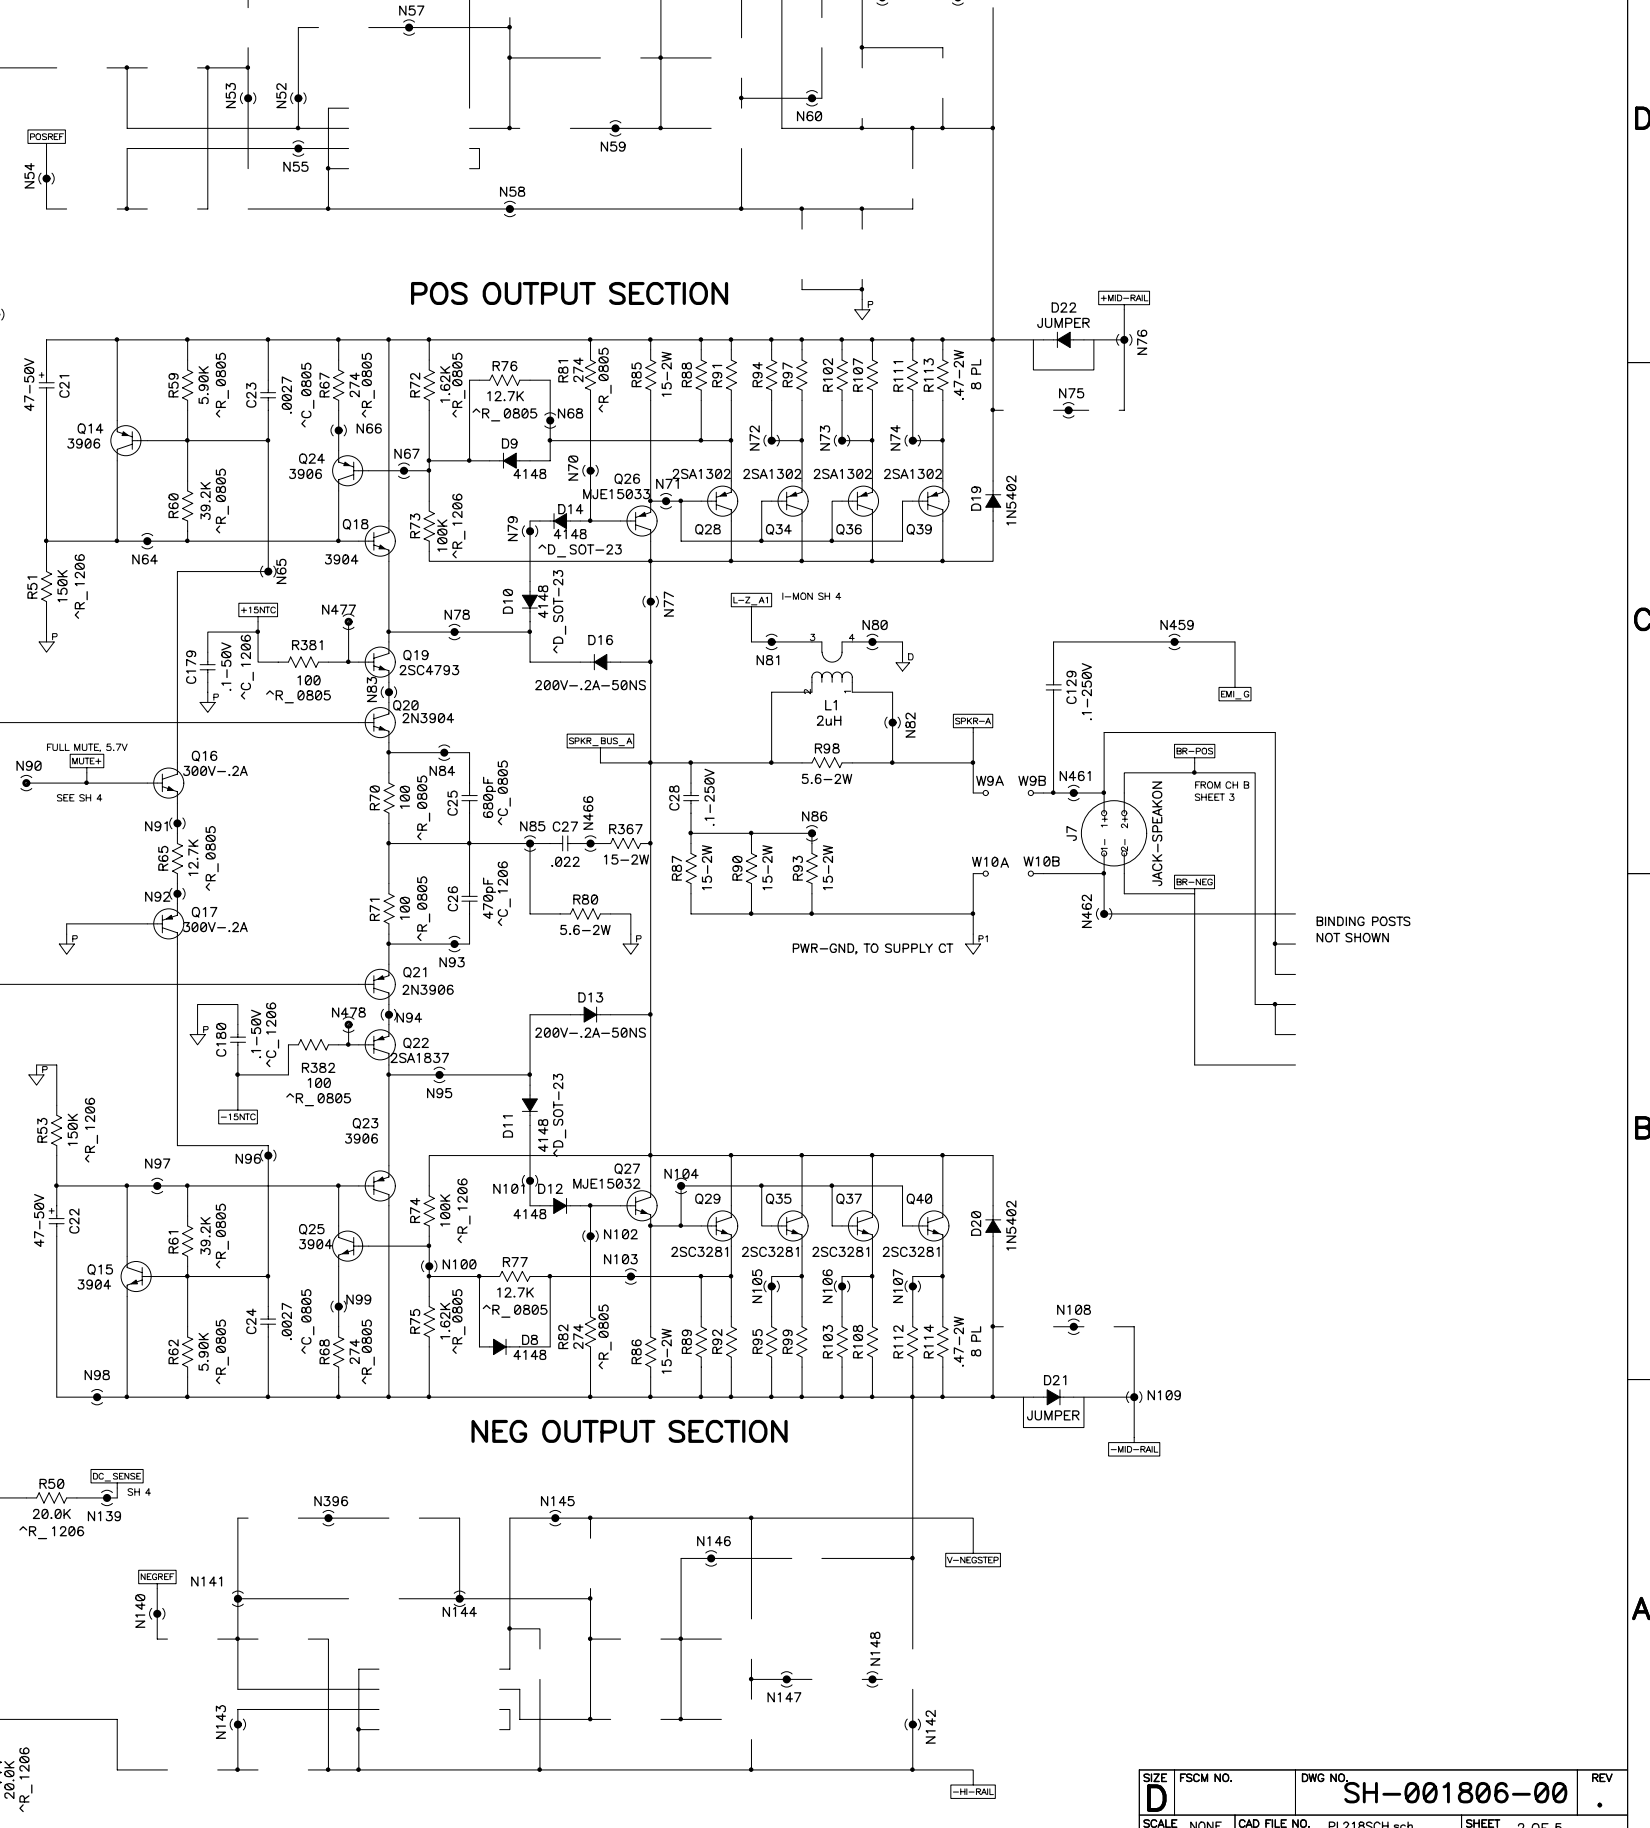 N57
D
N53
N52
N60
POSREF
N54
N55
N59
N58
POS OUTPUT SECTION
P
+MID-RAIL
D22
JUMPER
N76
N75
47-50V
+
C21
R59
5.90K
^R_0805
C23
.0027
^C_0805
R67
274
^R_0805
R72
1.62K
^R_0805
R76
12.7K
^R_0805
R81
274
^R_0805
R85
15-2W
R88
R91
R94
R97
R102
R107
R111
R113
.47-2W
8 PL
Q14
3906
N66
N68
N72
N73
N74
Q24
3906
N67
D9
4148
N70
Q26
MJE15033
N71
2SA1302
2SA1302
2SA1302
2SA1302
Q28
Q34
Q36
Q39
D19
1N5402
R60
39.2K
^R_0805
Q18
3904
R73
100K
^R_1206
N79
D14
4148
^D_SOT-23
N64
N65
R51
150K
^R_1206
P
D10
4148
^D_SOT-23
N77
L-Z_A1
I-MON SH 4
C
+15NTC
N477
N78
D16
200V-.2A-50NS
N81
3
4
N80
D
N459
C179
.1-50V
^C_1206
P
R381
100
^R_0805
Q19
2SC4793
N83
Q20
2N3904
2
1
L1
2uH
N82
SPKR-A
C129
.1-250V
EMI_G
FULL MUTE, 5.7V
MUTE+
N90
SEE SH 4
Q16
300V-.2A
N84
SPKR_BUS_A
R98
5.6-2W
BR-POS
FROM CH B
SHEET 3
W9A
W9B
N461
R70
100
^R_0805
C25
680pF
^C_0805
C28
.1-250V
N91
R65
12.7K
^R_0805
N85
C27
.022
N466
R367
15-2W
N86
R87
15-2W
R90
15-2W
R93
15-2W
J7
1+
2+
1-
2-
JACK-SPEAKON
W10A
W10B
BR-NEG
N92
Q17
300V-.2A
P
R71
100
^R_0805
C26
470pF
^C_1206
R80
5.6-2W
P
N462
BINDING POSTS
NOT SHOWN
N93
PWR-GND, TO SUPPLY CT
P1
Q21
2N3906
P
C180
.1-50V
^C_1206
N478
N94
D13
200V-.2A-50NS
R382
100
^R_0805
Q22
2SA1837
N95
P
-15NTC
R53
150K
^R_1206
Q23
3906
D11
4148
^D_SOT-23
B
N96
N97
47-50V
+
C22
R61
39.2K
^R_0805
Q25
3904
R74
100K
^R_1206
N101
D12
4148
Q27
MJE15032
N104
Q29
Q35
Q37
Q40
2SC3281
2SC3281
2SC3281
2SC3281
D20
1N5402
N102
N103
Q15
3904
N100
R77
12.7K
^R_0805
N105
N106
N107
N99
C24
.0027
^C_0805
R62
5.90K
^R_0805
R68
274
^R_0805
R75
1.62K
^R_0805
D8
4148
R82
274
^R_0805
R86
15-2W
R89
R92
R95
R99
R103
R108
R112
R114
.47-2W
8 PL
N108
N98
D21
JUMPER
N109
-MID-RAIL
NEG OUTPUT SECTION
R50
20.0K
^R_1206
DC_SENSE
SH 4
N139
N396
N145
N146
V-NEGSTEP
NEGREF
N140
N141
N144
A
N147
N148
N143
N142
20.0K
^R_1206
-HI-RAIL
SIZE
D
FSCM NO.
DWG NO.
SH-001806-00
REV
.
SCALE
NONE
CAD FILE NO.
PL218SCH.sch
SHEET
2 OF 5